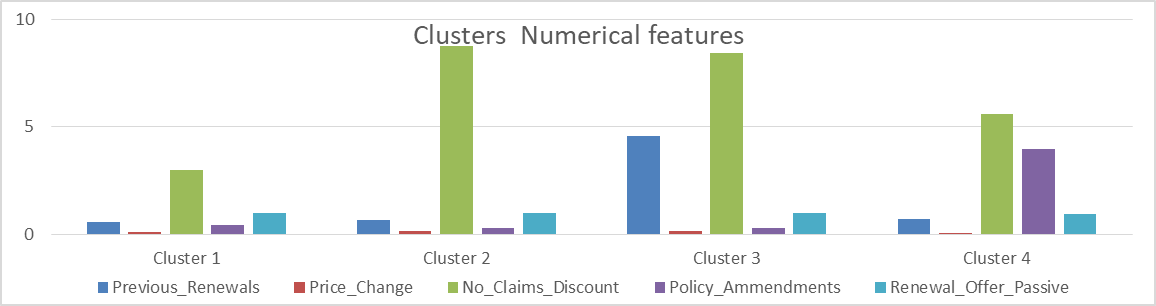 Clusters  Numerical features
10
5
0
Cluster 1 Cluster 2 Cluster 3 Cluster 4
Previous_Renewals Price_Change No_Claims_Discount Policy_Ammendments Renewal_Offer_Passive